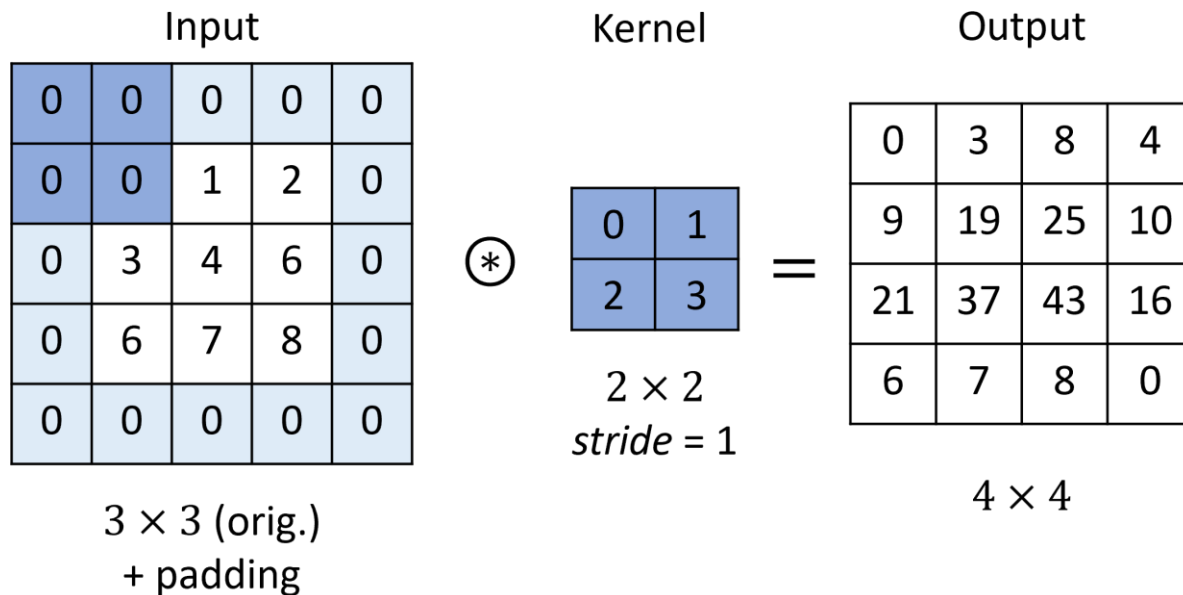 Input Kernel Output
0 0 0 0 0
0 0 1 2 0
0 3 4 6 0
0 6 7 8 0
0 0 0 0 0
3 × 3 (orig.)
+ padding
⊛
0 1
2 3
2 × 2
stride = 1
=
0 3 8 4
9 19 25 10
21 37 43 16
6 7 8 0
4 × 4